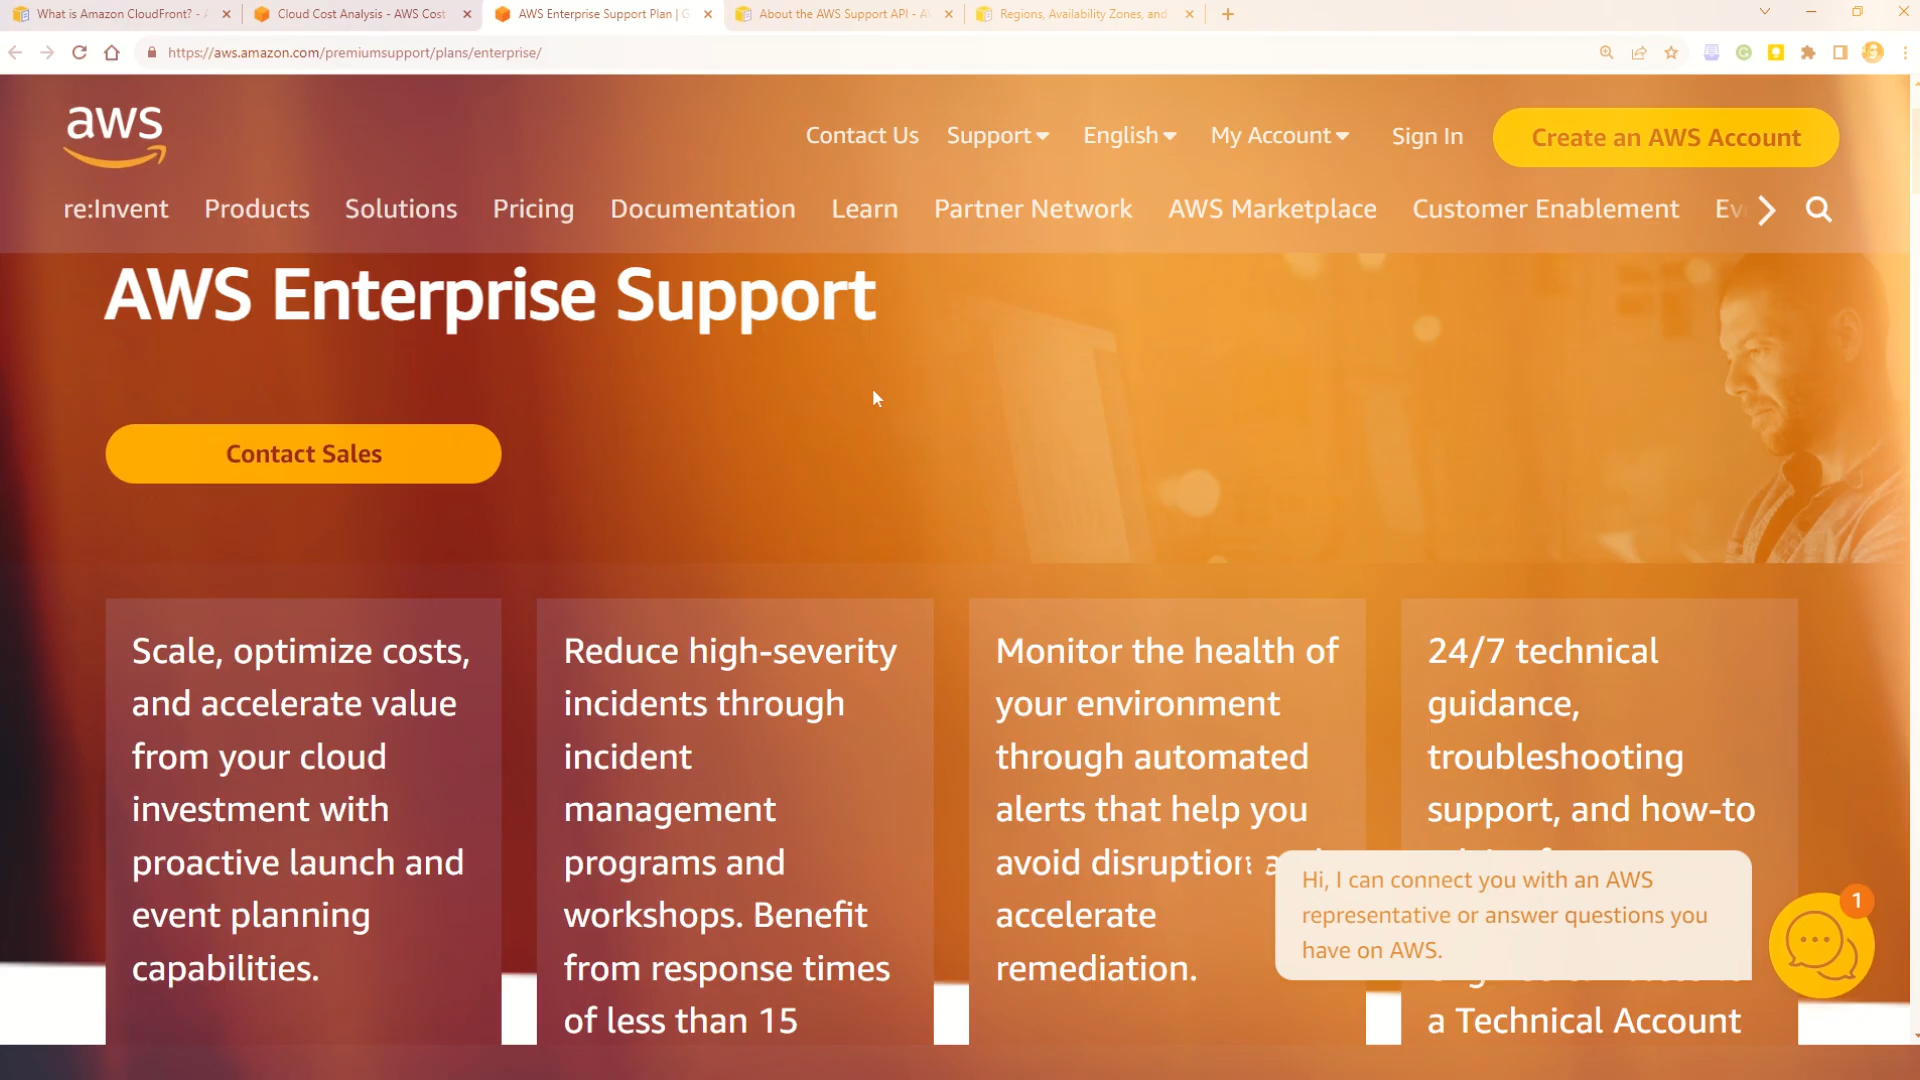 What is Amazon CloudFront? -
Cloud Cost Analysis - AWS Cost
AWS Enterprise Support Plan | G
About the AWS Support API - A
Regions, Availability Zones, and
https://aws.amazon.com/premiumsupport/plans/enterprise/
aws
Contact Us
Support
English
My Account
Sign In
Create an AWS Account
re:Invent
Products
Solutions
Pricing
Documentation
Learn
Partner Network
AWS Marketplace
Customer Enablement
AWS Enterprise Support
Contact Sales
Scale, optimize costs,
and accelerate value
from your cloud
investment with
proactive launch and
event planning
capabilities.
Reduce high-severity
incidents through
incident
management
programs and
workshops. Benefit
from response times
of less than 15
Monitor the health of
your environment
through automated
alerts that help you
avoid disruption
accelerate
remediation.
24/7 technical
guidance,
troubleshooting
support, and how-to
a Technical Account
Hi, I can connect you with an AWS
representative or answer questions you
have on AWS.
1